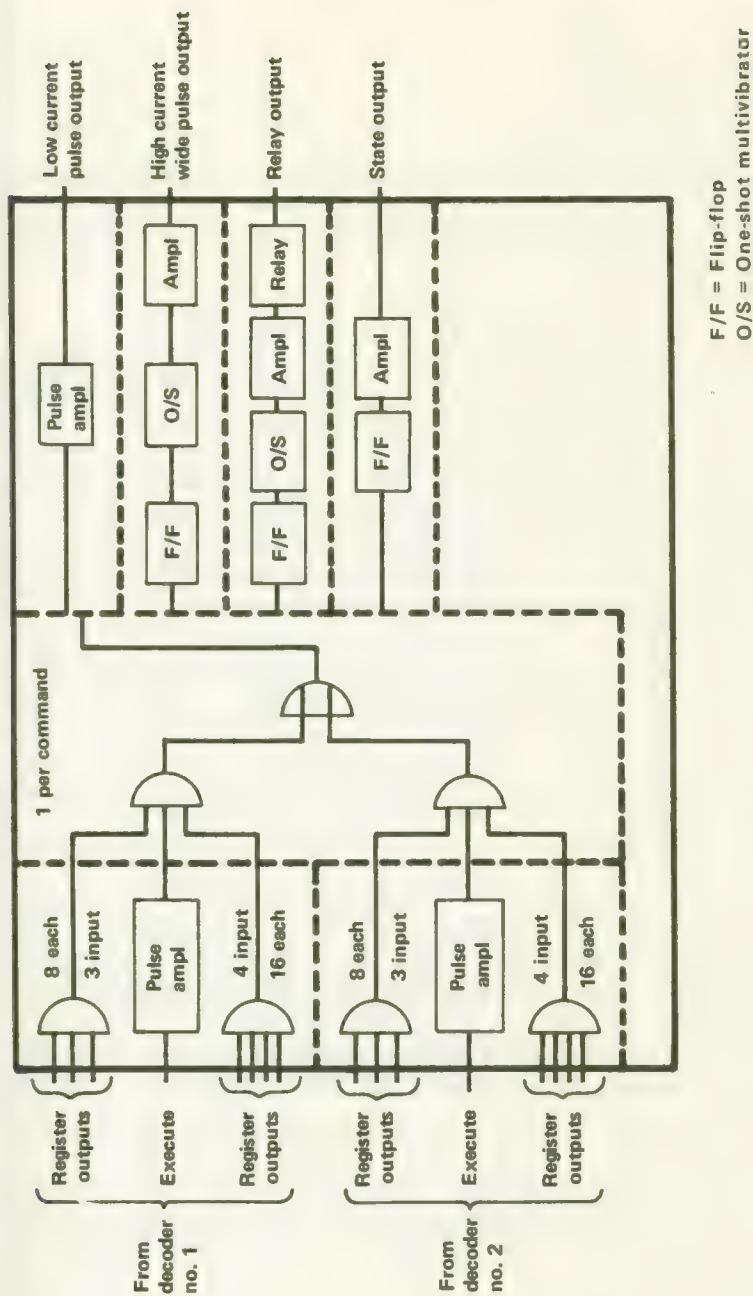 From
decoder
no. 1
Register
outputs
Execute
Register
outputs
From
decoder
no. 2
Register
outputs
Execute
Register
outputs
8 each
3 input
Pulse
ampl
4 input
16 each
8 each
3 input
Pulse
ampl
4 input
16 each
1 per command
Pulse
ampl
Low current
pulse output
F/F
O/S
Ampl
High current
wide pulse output
F/F
O/S
Ampl
Relay
Relay output
F/F
Ampl
State output
F/F = Flip-flop
O/S = One-shot multivibrator